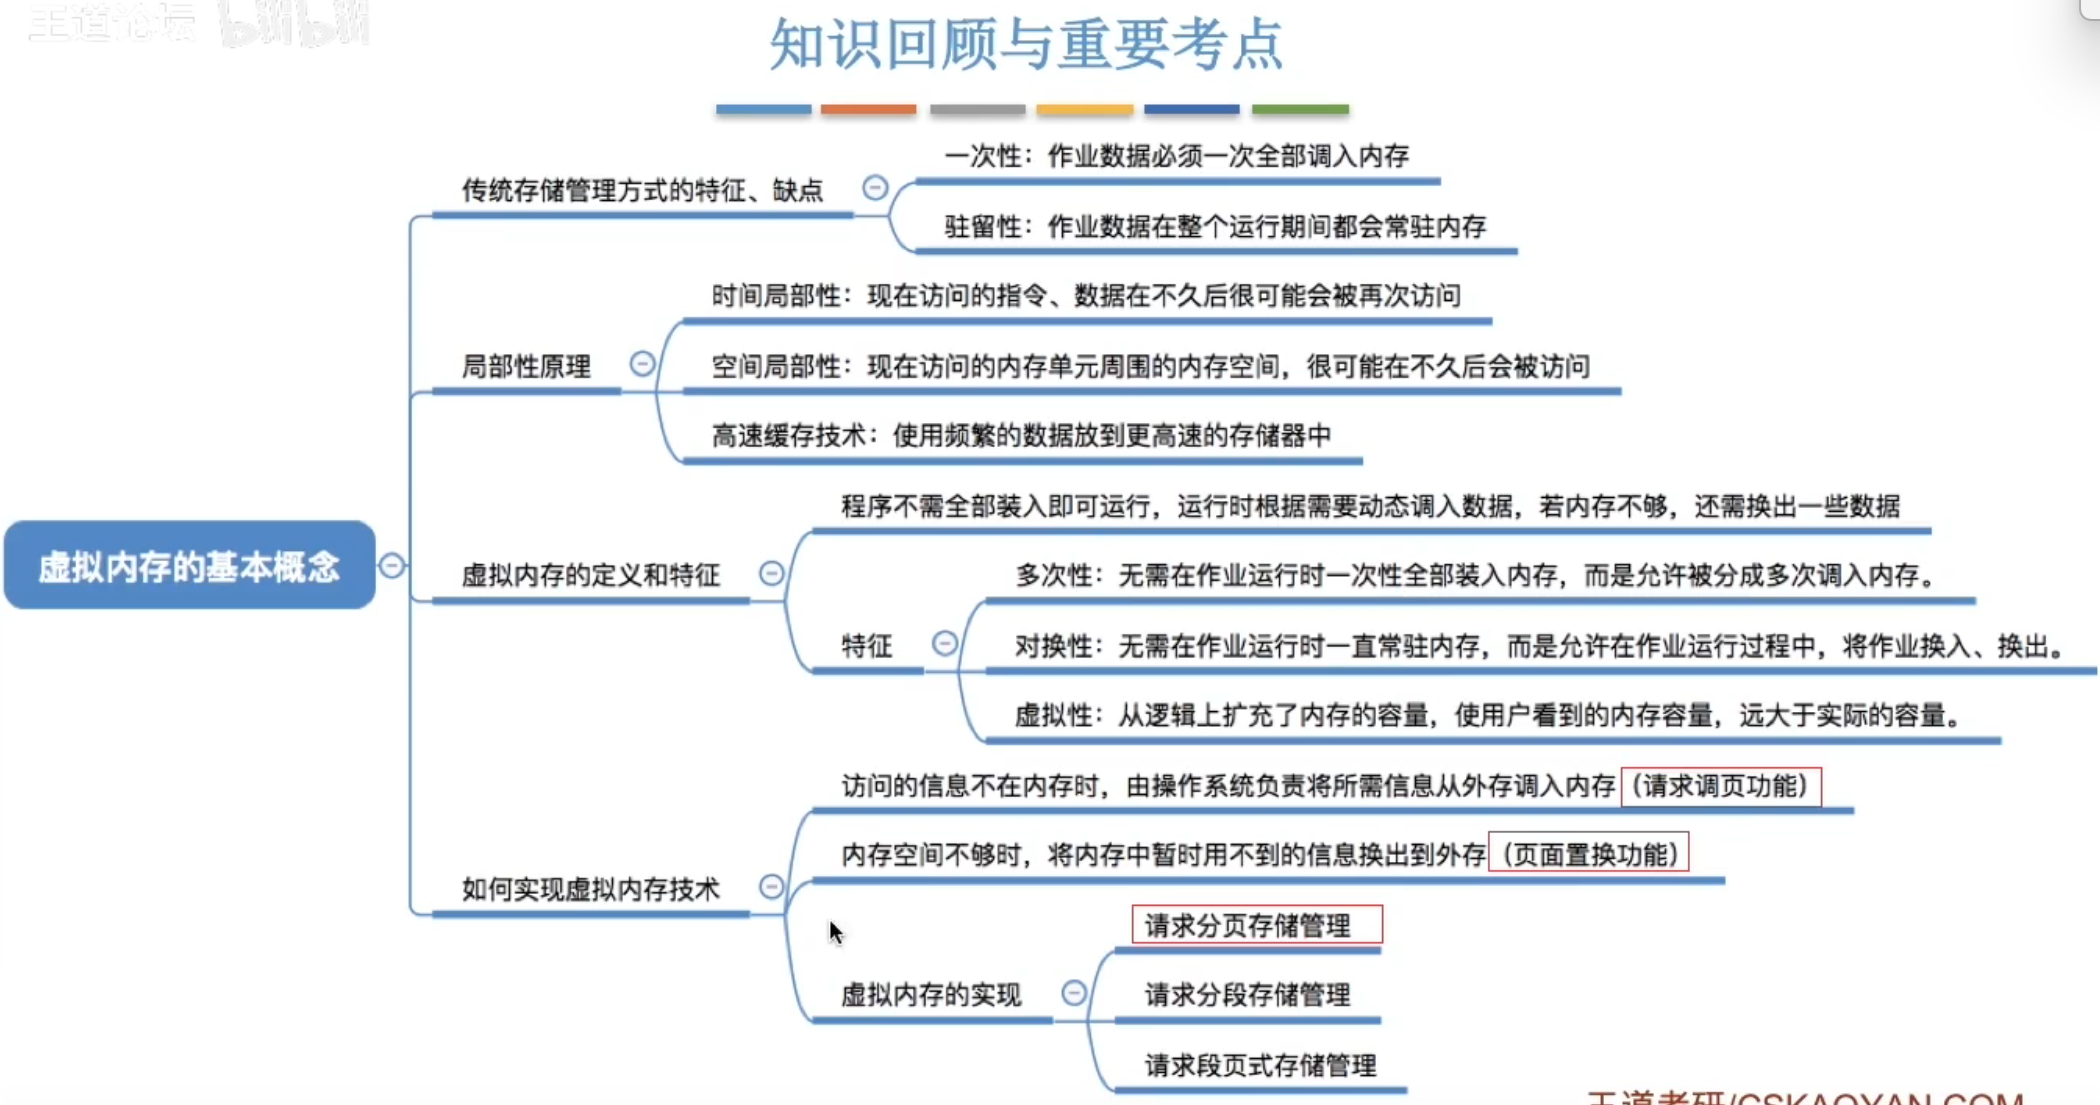 王道论坛 bilibili
知识回顾与重要考点
一次性：作业数据必须一次全部调入内存
传统存储管理方式的特征、缺点
驻留性：作业数据在整个运行期间都会常驻内存
时间局部性：现在访问的指令、数据在不久后很可能会被再次访问
局部性原理
空间局部性：现在访问的内存单元周围的内存空间，很可能在不久后会被访问
高速缓存技术：使用频繁的数据放到更高速的存储器中
虚拟内存的基本概念
程序不需全部装入即可运行，运行时根据需要动态调入数据，若内存不够，还需换出一些数据
虚拟内存的定义和特征
多次性：无需在作业运行时一次性全部装入内存，而是允许被分成多次调入内存。
特征
对换性：无需在作业运行时一直常驻内存，而是允许在作业运行过程中，将作业换入、换出。
虚拟性：从逻辑上扩充了内存的容量，使用户看到的内存容量，远大于实际的容量。
访问的信息不在内存时，由操作系统负责将所需信息从外存调入内存（请求调页功能）
内存空间不够时，将内存中暂时用不到的信息换出到外存（页面置换功能）
如何实现虚拟内存技术
请求分页存储管理
虚拟内存的实现
请求分段存储管理
请求段页式存储管理
王道考研/CSKAOYAN.COM